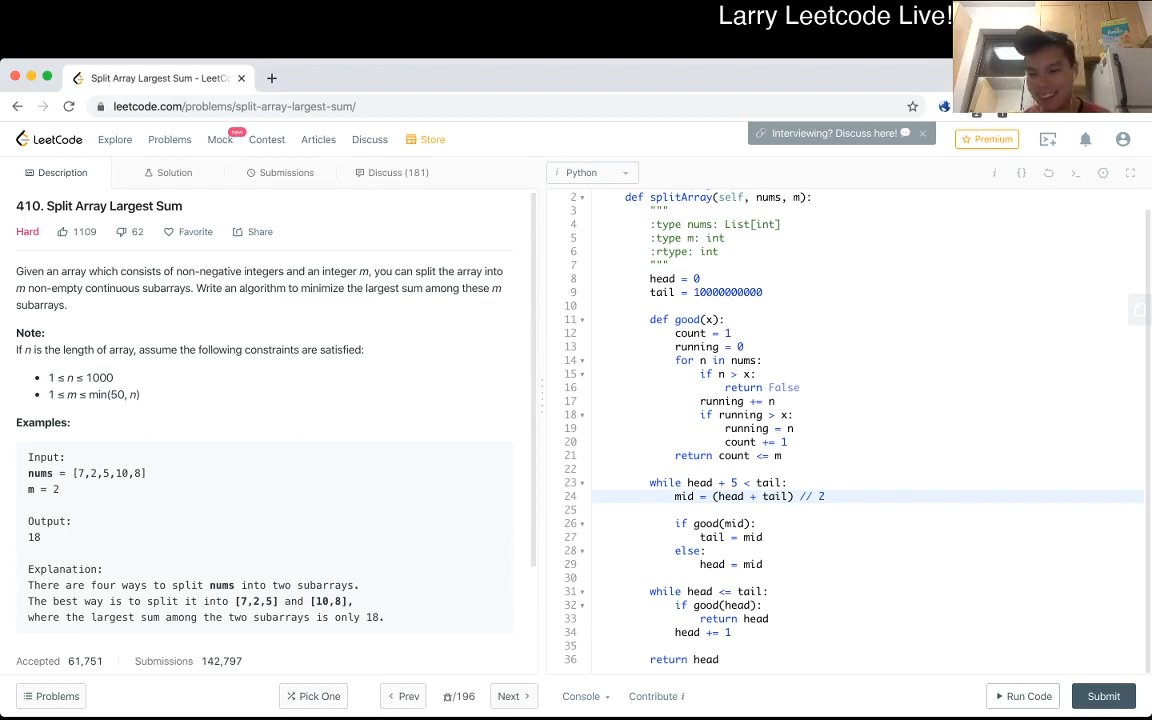 Larry Leetcode Live!
Split Array Largest Sum - LeetCo
leetcode.com/problems/split-array-largest-sum/
LeetCode Explore Problems Mock new Contest Articles Discuss Store
Interviewing? Discuss here! Premium
Description Solution Submissions Discuss (181)
Python
410. Split Array Largest Sum
Hard 1109 62 Favorite Share
Given an array which consists of non-negative integers and an integer m, you can split the array into
m non-empty continuous subarrays. Write an algorithm to minimize the largest sum among these m
subarrays.
Note:
If n is the length of array, assume the following constraints are satisfied:
• 1 ≤ n ≤ 1000
• 1 ≤ m ≤ min(50, n)
Examples:
Input:
nums = [7,2,5,10,8]
m = 2
Output:
18
Explanation:
There are four ways to split nums into two subarrays.
The best way is to split it into [7,2,5] and [10,8],
where the largest sum among the two subarrays is only 18.
Accepted 61,751 Submissions 142,797
2 def splitArray(self, nums, m):
3 """
4 :type nums: List[int]
5 :type m: int
6 :rtype: int
7 """
8 head = 0
9 tail = 10000000000
10
11 def good(x):
12 count = 1
13 running = 0
14 for n in nums:
15 if n > x:
16 return False
17 running += n
18 if running > x:
19 running = n
20 count += 1
21 return count <= m
22
23 while head + 5 < tail:
24 mid = (head + tail) // 2
25
26 if good(mid):
27 tail = mid
28 else:
29 head = mid
30
31 while head <= tail:
32 if good(head):
33 return head
34 head += 1
35
36 return head
Problems Pick One Prev /196 Next Console Contribute i Run Code Submit